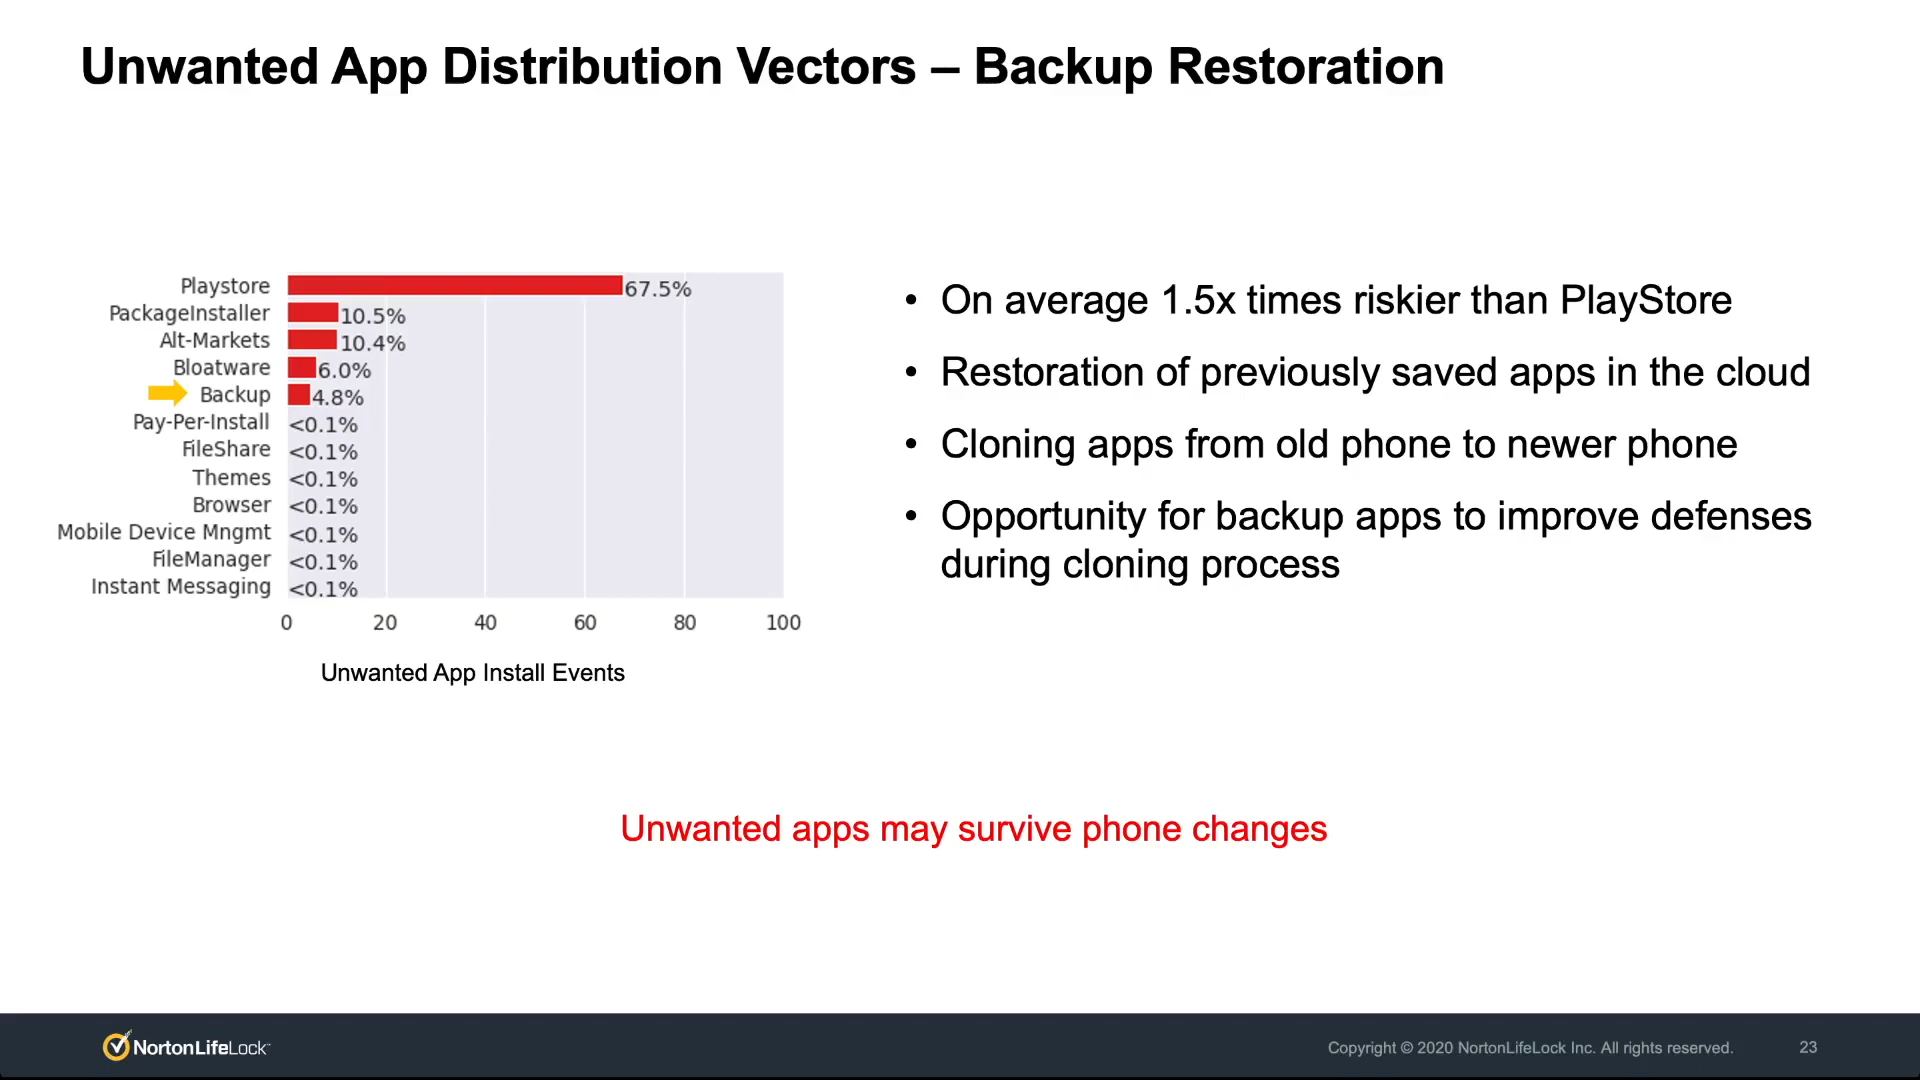 Unwanted App Distribution Vectors – Backup Restoration
Playstore 67.5%
PackageInstaller 10.5%
Alt-Markets 10.4%
Bloatware 6.0%
Backup 4.8%
Pay-Per-Install <0.1%
FileShare <0.1%
Themes <0.1%
Browser <0.1%
Mobile Device Mngmt <0.1%
FileManager <0.1%
Instant Messaging <0.1%
0 20 40 60 80 100
Unwanted App Install Events
• On average 1.5x times riskier than PlayStore
• Restoration of previously saved apps in the cloud
• Cloning apps from old phone to newer phone
• Opportunity for backup apps to improve defenses
during cloning process
Unwanted apps may survive phone changes
NortonLifeLock™
Copyright © 2020 NortonLifeLock Inc. All rights reserved.
23